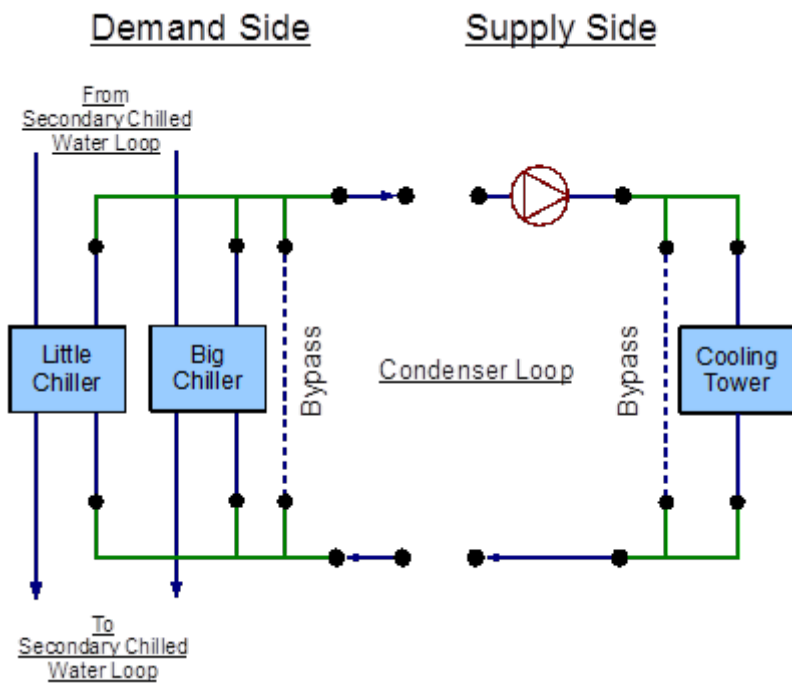 Demand Side
Supply Side
From
Secondary Chilled
Water Loop
Little
Chiller
Big
Chiller
Bypass
Condenser Loop
Bypass
Cooling
Tower
To
Secondary Chilled
Water Loop